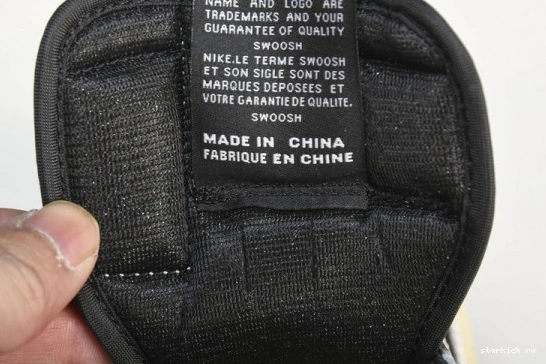 NAME AND LOGO ARE
TRADEMARKS AND YOUR
GUARANTEE OF QUALITY
SWOOSH
NIKE.LE TERME SWOOSH
ET SON SIGLE SONT DES
MARQUES DEPOSEES ET
VOTRE GARANTIE DE QUALITE.
SWOOSH
MADE IN CHINA
FABRIQUE EN CHINE
starkich.ru